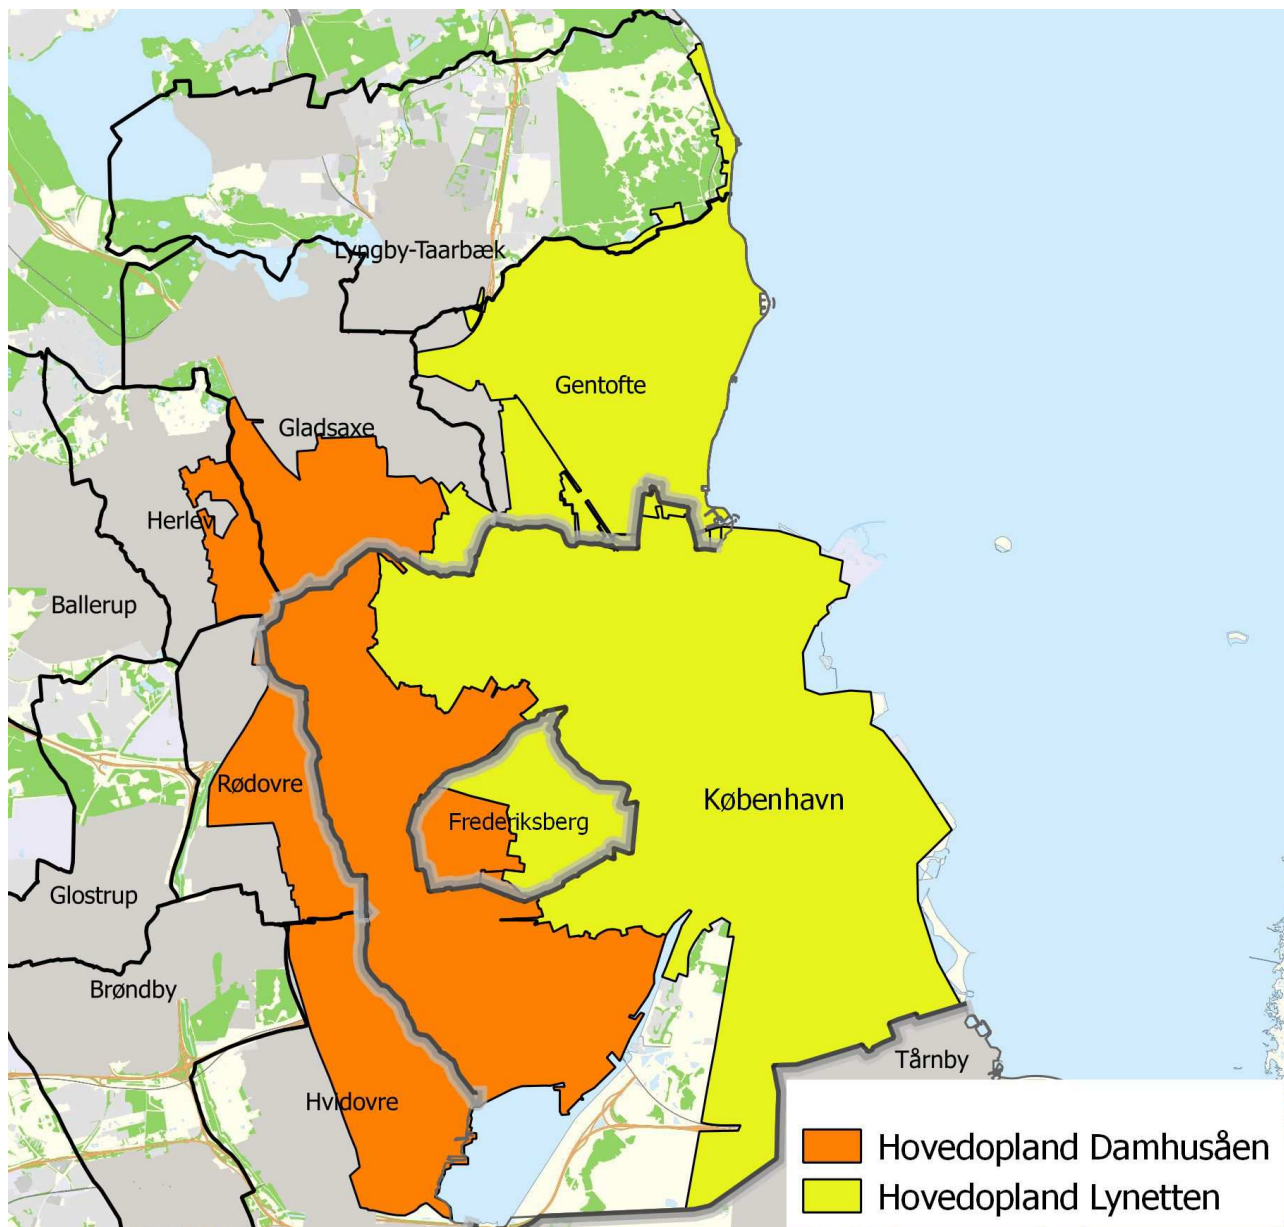 Lyngby-Taarbæk
Gentofte
Gladsaxe
Herlev
Ballerup
Rødovre
København
Frederiksberg
Glostrup
Brøndby
Tårnby
Hvidovre
Hovedopland Damhusåen
Hovedopland Lynetten